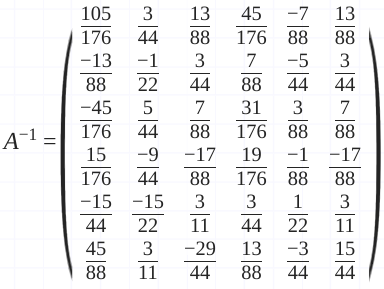 105/176 3/44 13/88 45/176 −7/88 13/88
−13/88 −1/22 3/44 7/88 −5/44 3/44
A⁻¹ = −45/176 5/44 7/88 31/176 3/88 7/88
15/176 −9/44 −17/88 19/176 −1/88 −17/88
−15/44 −15/22 3/11 3/44 1/22 3/11
45/88 3/11 −29/44 13/88 −3/44 15/44